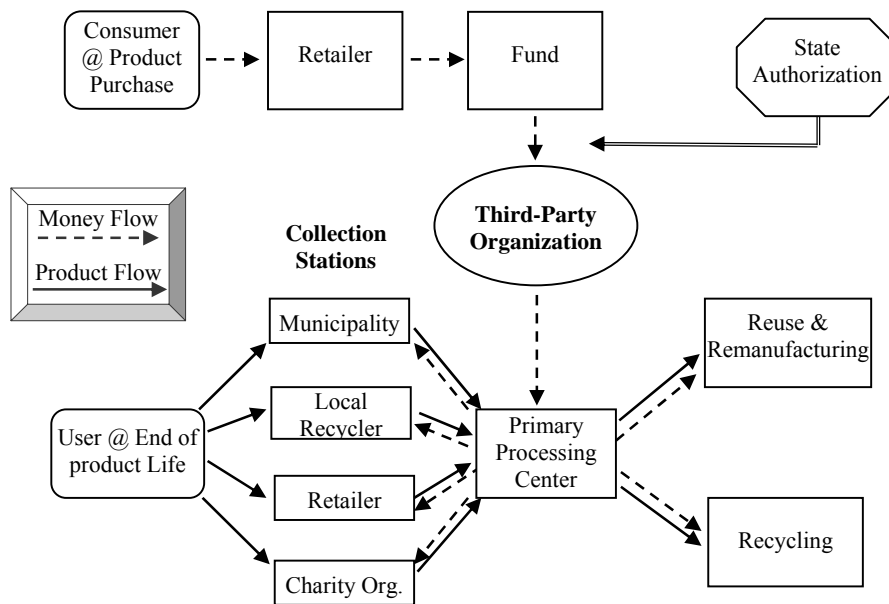 Consumer
@ Product
Purchase
Retailer
Fund
State
Authorization
Third-Party
Organization
Money Flow
Product Flow
Collection
Stations
Municipality
Local
Recycler
Retailer
Charity Org.
User @ End of
product Life
Primary
Processing
Center
Reuse &
Remanufacturing
Recycling